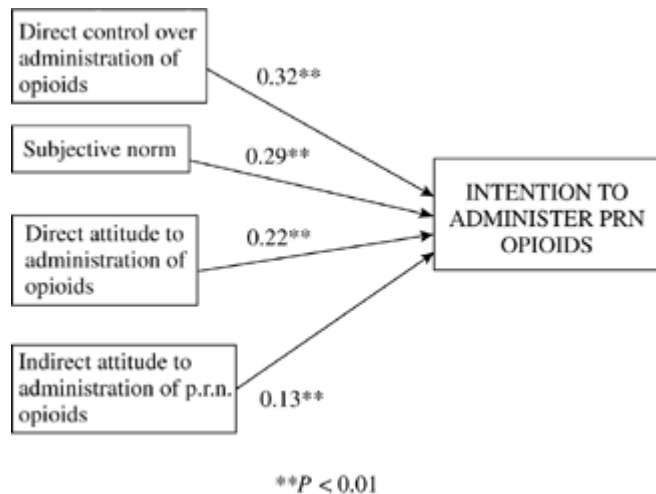 Direct control over
administration of
opioids
0.32**
Subjective norm
0.29**
INTENTION TO
ADMINISTER PRN
OPIOIDS
Direct attitude to
administration of
opioids
0.22**
Indirect attitude to
administration of p.r.n.
opioids
0.13**
**P < 0.01